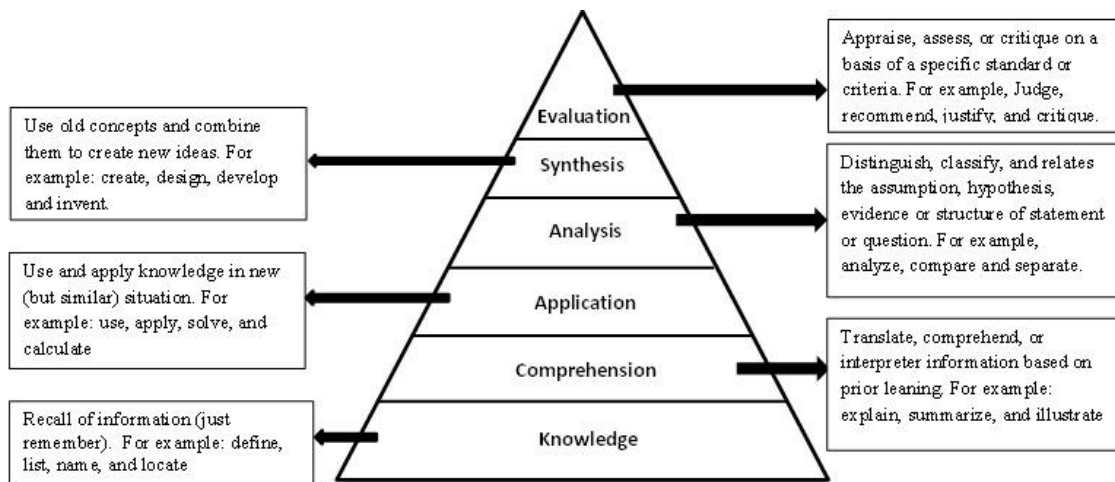 Appraise, assess, or critique on a
basis of a specific standard or
criteria. For example, Judge,
recommend, justify, and critique.
Evaluation
Use old concepts and combine
them to create new ideas. For
example: create, design, develop
and invent.
Synthesis
Distinguish, classify, and relates
the assumption, hypothesis,
evidence or structure of statement
or question. For example,
analyze, compare and separate.
Analysis
Use and apply knowledge in new
(but similar) situation. For
example: use, apply, solve, and
calculate
Application
Translate, comprehend, or
interpreter information based on
prior leaning. For example:
explain, summarize, and illustrate
Comprehension
Recall of information (just
remember). For example: define,
list, name, and locate
Knowledge